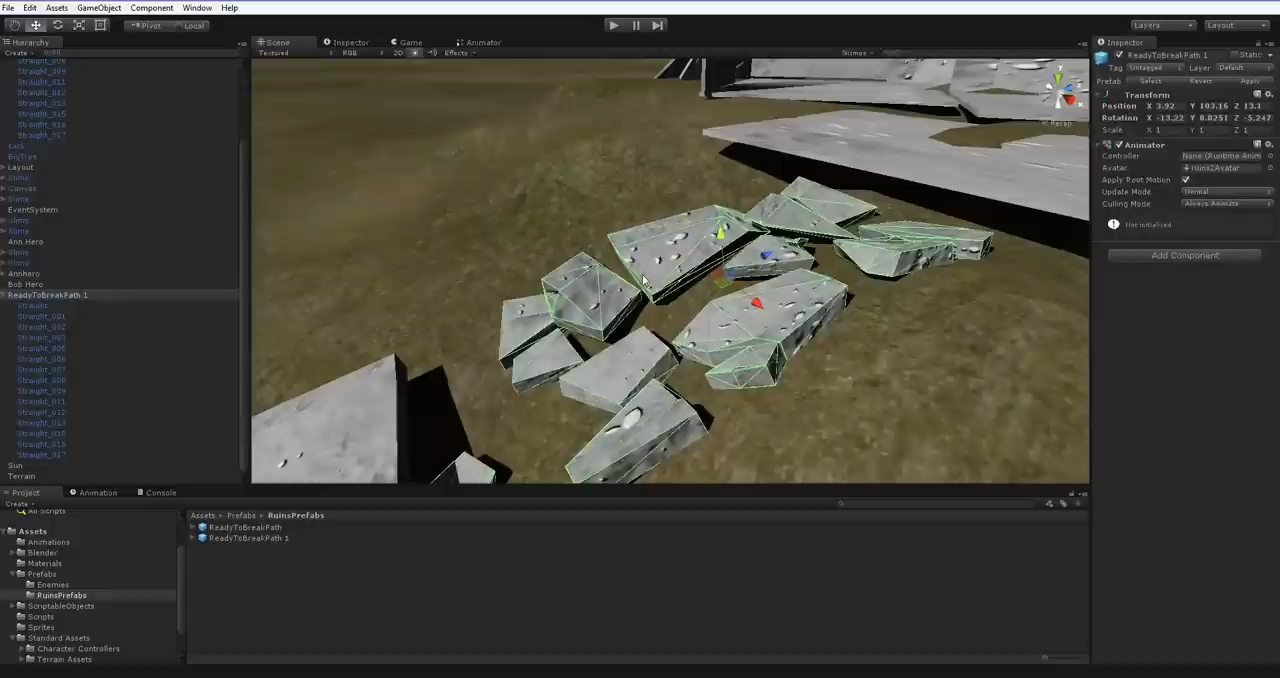 File Edit Assets GameObject Component Window Help
Pivot Local Layers Layout
Hierarchy Scene Inspector Game Animator Inspector
Create Textured RGB 2D Effects Gizmos
ReadyToBreakPath 1 Static
Tag Untagged Layer Default
Prefab Select Revert Apply
Transform
Position X 3.92 Y 103.16 Z 13.1
Rotation X -13.22 Y 8.8251 Z -5.247
Scale X 1 Y 1 Z 1
Animator
Controller None (Runtime Anim
Avatar ruins2Avatar
Apply Root Motion
Update Mode Normal
Culling Mode Always Animate
Not initialised
Add Component
y
x
Persp
Straight_008
Straight_009
Straight_011
Straight_012
Straight_013
Straight_015
Straight_016
Straight_017
BigTree
Layout
Slime
Canvas
Slime
EventSystem
Slime
Slime
Ann Hero
Slime
Slime
Annhero
Bob Hero
ReadyToBreakPath 1
Straight
Straight_001
Straight_002
Straight_003
Straight_005
Straight_006
Straight_007
Straight_008
Straight_009
Straight_011
Straight_012
Straight_013
Straight_015
Straight_016
Straight_017
Sun
Terrain
Project Animation Console
Create
All Scripts
Assets
Animations
Blender
Materials
Prefabs
Enemies
RuinsPrefabs
ScriptableObjects
Scripts
Sprites
Standard Assets
Character Controllers
Terrain Assets
Assets Prefabs RuinsPrefabs
ReadyToBreakPath
ReadyToBreakPath 1